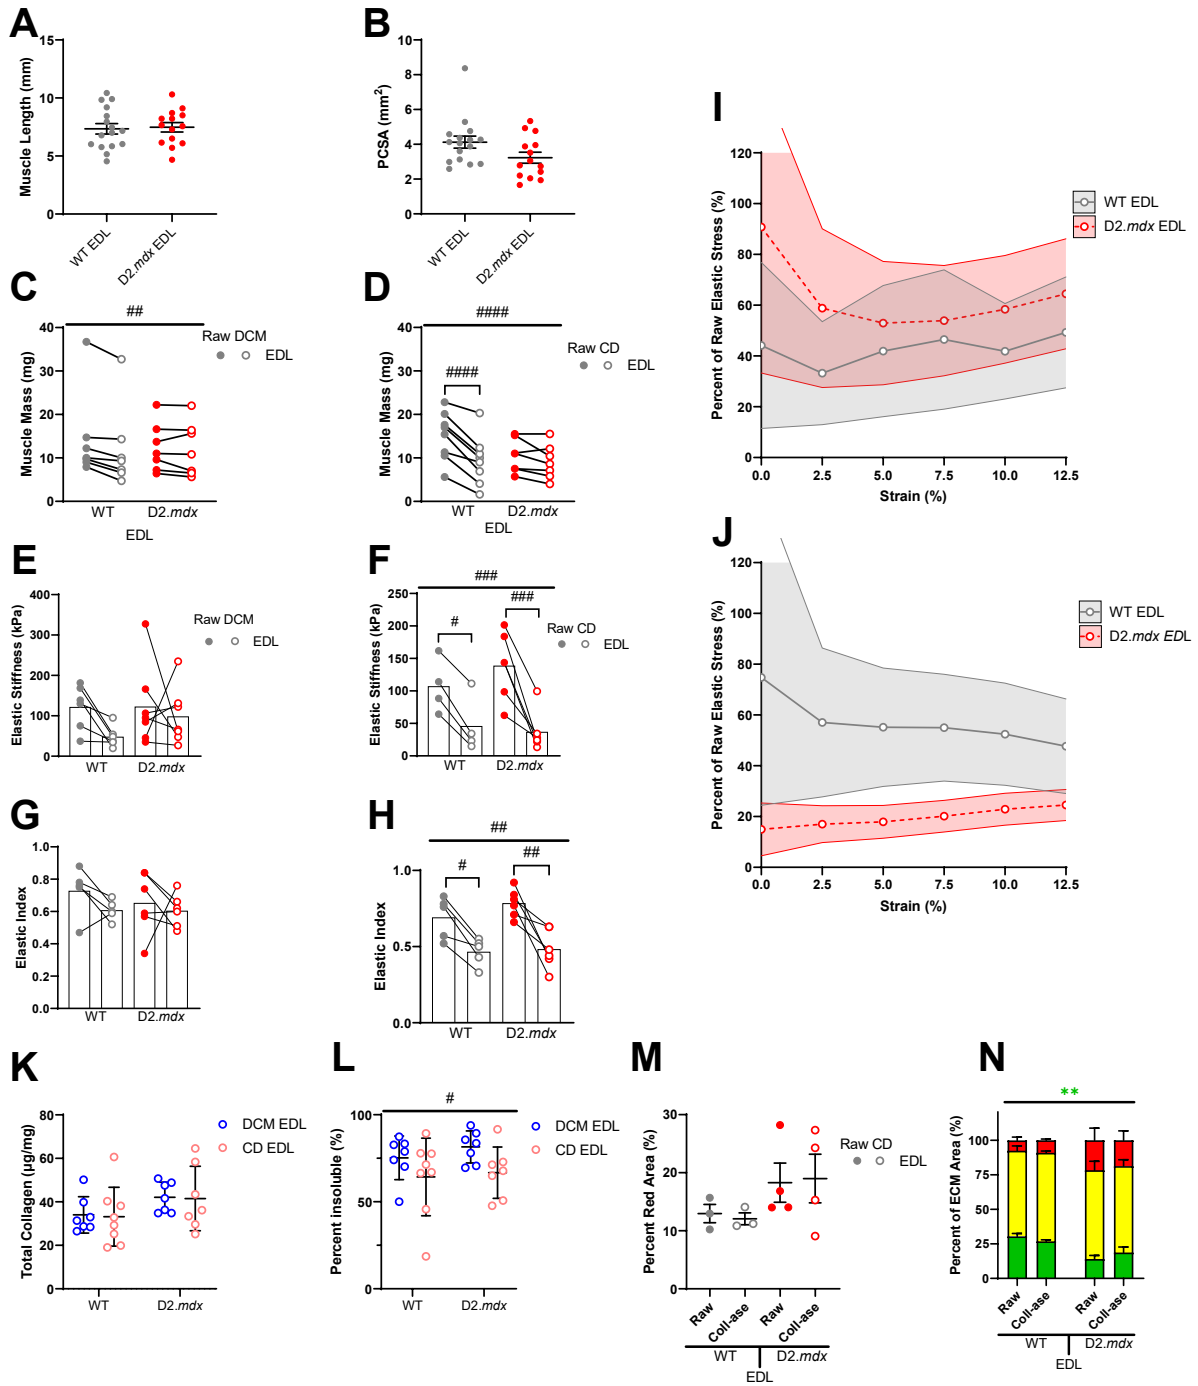 A
Muscle Length (mm)
15
10
5
0
WT EDL
D2.mdx EDL
B
PCSA (mm²)
10
8
6
4
2
0
WT EDL
D2.mdx EDL
C
##
Muscle Mass (mg)
40
30
20
10
0
Raw DCM
EDL
WT
D2.mdx
EDL
D
####
####
Muscle Mass (mg)
40
30
20
10
0
Raw CD
EDL
WT
D2.mdx
EDL
E
Elastic Stiffness (kPa)
400
300
200
100
0
Raw DCM
EDL
WT
D2.mdx
F
###
#
###
Elastic Stiffness (kPa)
250
200
150
100
50
0
Raw CD
EDL
WT
D2.mdx
G
Elastic Index
1.0
0.8
0.6
0.4
0.2
0.0
WT
D2.mdx
H
##
#
##
Elastic Index
1.0
0.5
0.0
WT
D2.mdx
I
Percent of Raw Elastic Stress (%)
120
100
80
60
40
20
0
0.0 2.5 5.0 7.5 10.0 12.5
Strain (%)
WT EDL
D2.mdx EDL
J
Percent of Raw Elastic Stress (%)
120
100
80
60
40
20
0
0.0 2.5 5.0 7.5 10.0 12.5
Strain (%)
WT EDL
D2.mdx EDL
K
Total Collagen (µg/mg)
80
60
40
20
0
DCM EDL
CD EDL
WT
D2.mdx
L
#
Percent insoluble (%)
100
50
0
DCM EDL
CD EDL
WT
D2.mdx
M
Percent Red Area (%)
30
20
10
0
Raw CD
EDL
Raw
Coll-ase
Raw
Coll-ase
WT
D2.mdx
EDL
N
**
Percent of ECM Area (%)
100
75
50
25
0
Raw
Coll-ase
Raw
Coll-ase
WT
D2.mdx
EDL